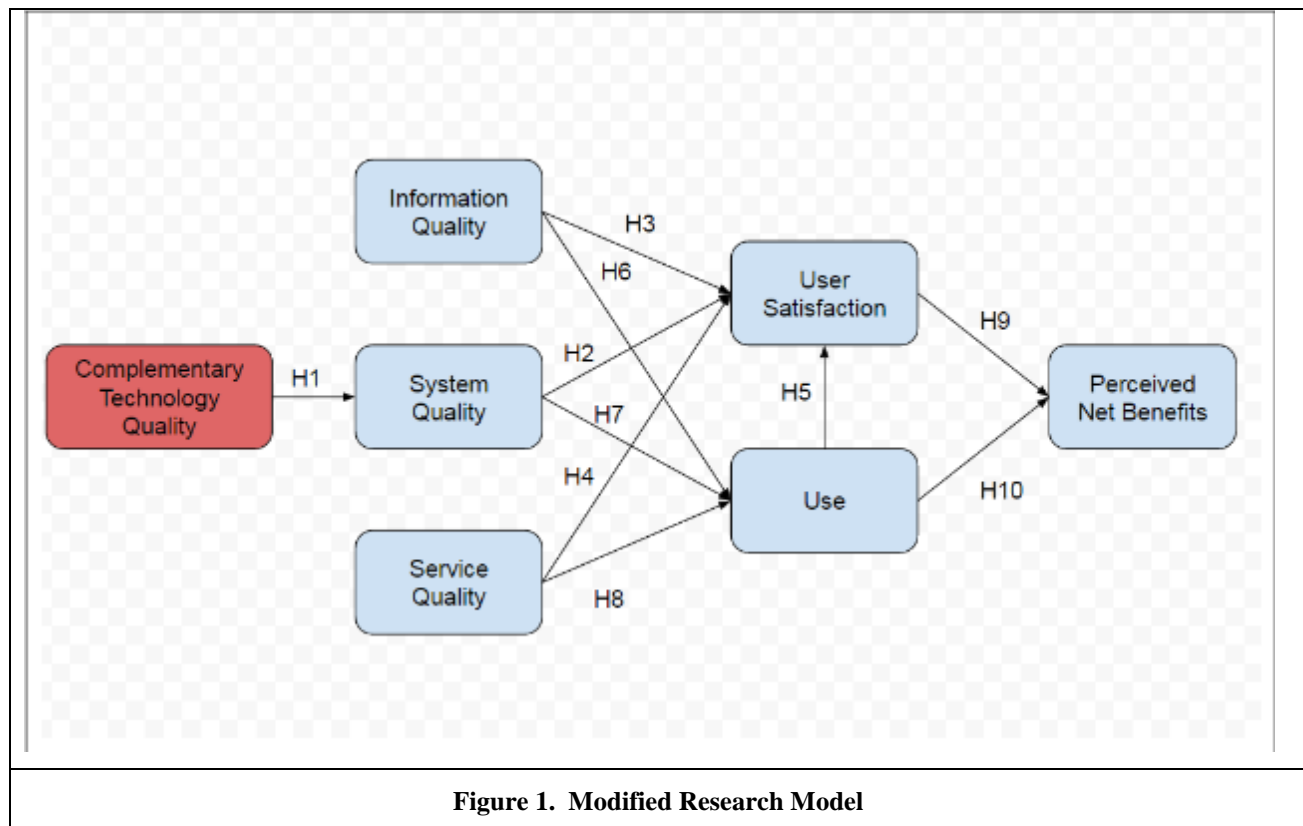 Information
Quality
H3
H6
User
Satisfaction
H9
Complementary
Technology
Quality
H1
System
Quality
H2
H7
H5
Perceived
Net Benefits
H4
Use
H10
Service
Quality
H8
Figure 1. Modified Research Model